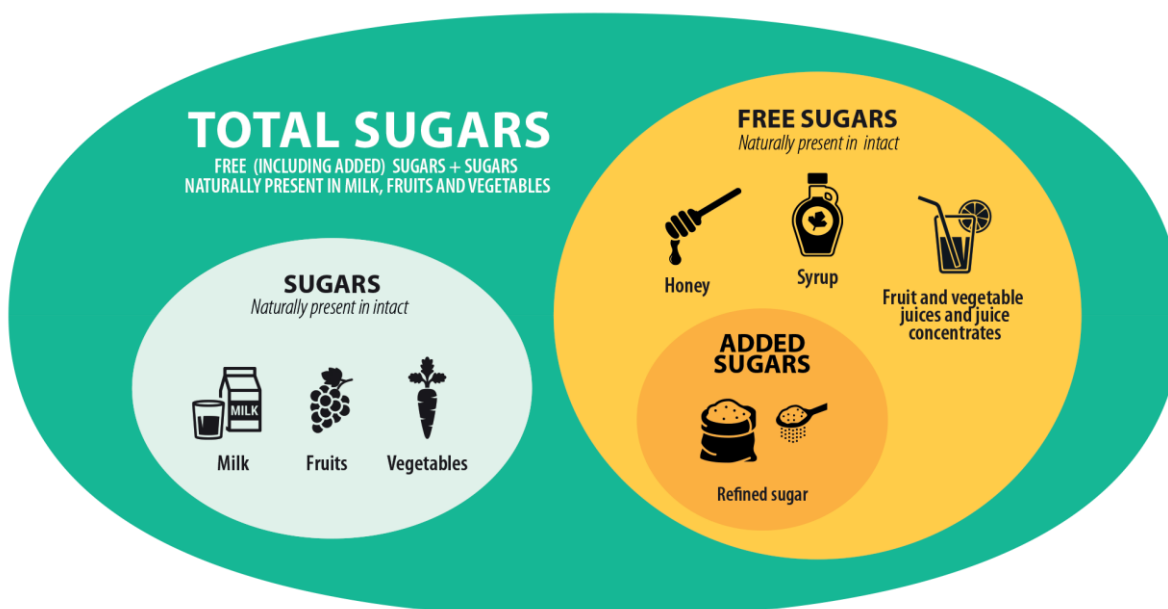 TOTAL SUGARS
FREE (INCLUDING ADDED) SUGARS + SUGARS
NATURALLY PRESENT IN MILK, FRUITS AND VEGETABLES
SUGARS
Naturally present in intact
MILK
Milk
Fruits
Vegetables
FREE SUGARS
Naturally present in intact
Honey
Syrup
Fruit and vegetable
juices and juice
concentrates
ADDED
SUGARS
Refined sugar